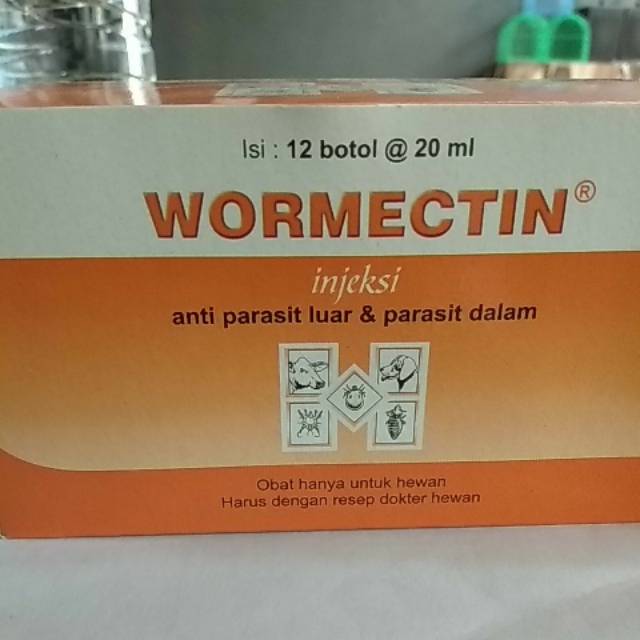 Isi : 12 botol @ 20 ml
WORMECTIN®
injeksi
anti parasit luar & parasit dalam
Obat hanya untuk hewan
Harus dengan resep dokter hewan